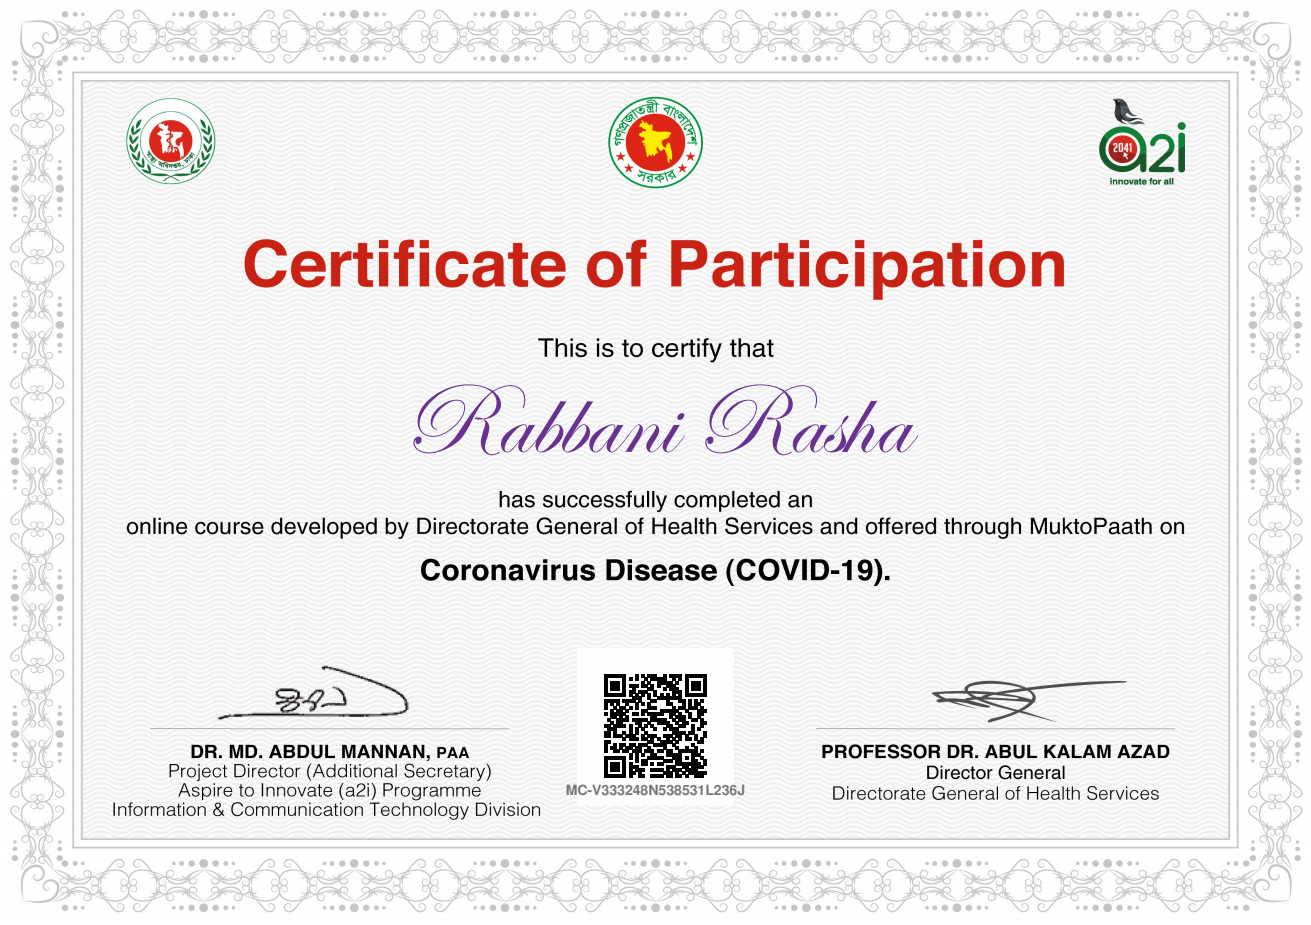 স্বাস্থ্য অধিদপ্তর, ঢাকা
গণপ্রজাতন্ত্রী বাংলাদেশ
সরকার
2041
a2i
innovate for all
Certificate of Participation
This is to certify that
Rabbani Rasha
has successfully completed an
online course developed by Directorate General of Health Services and offered through MuktoPaath on
Coronavirus Disease (COVID-19).
DR. MD. ABDUL MANNAN, PAA
Project Director (Additional Secretary)
Aspire to Innovate (a2i) Programme
Information & Communication Technology Division
MC-V333248N538531L236J
PROFESSOR DR. ABUL KALAM AZAD
Director General
Directorate General of Health Services